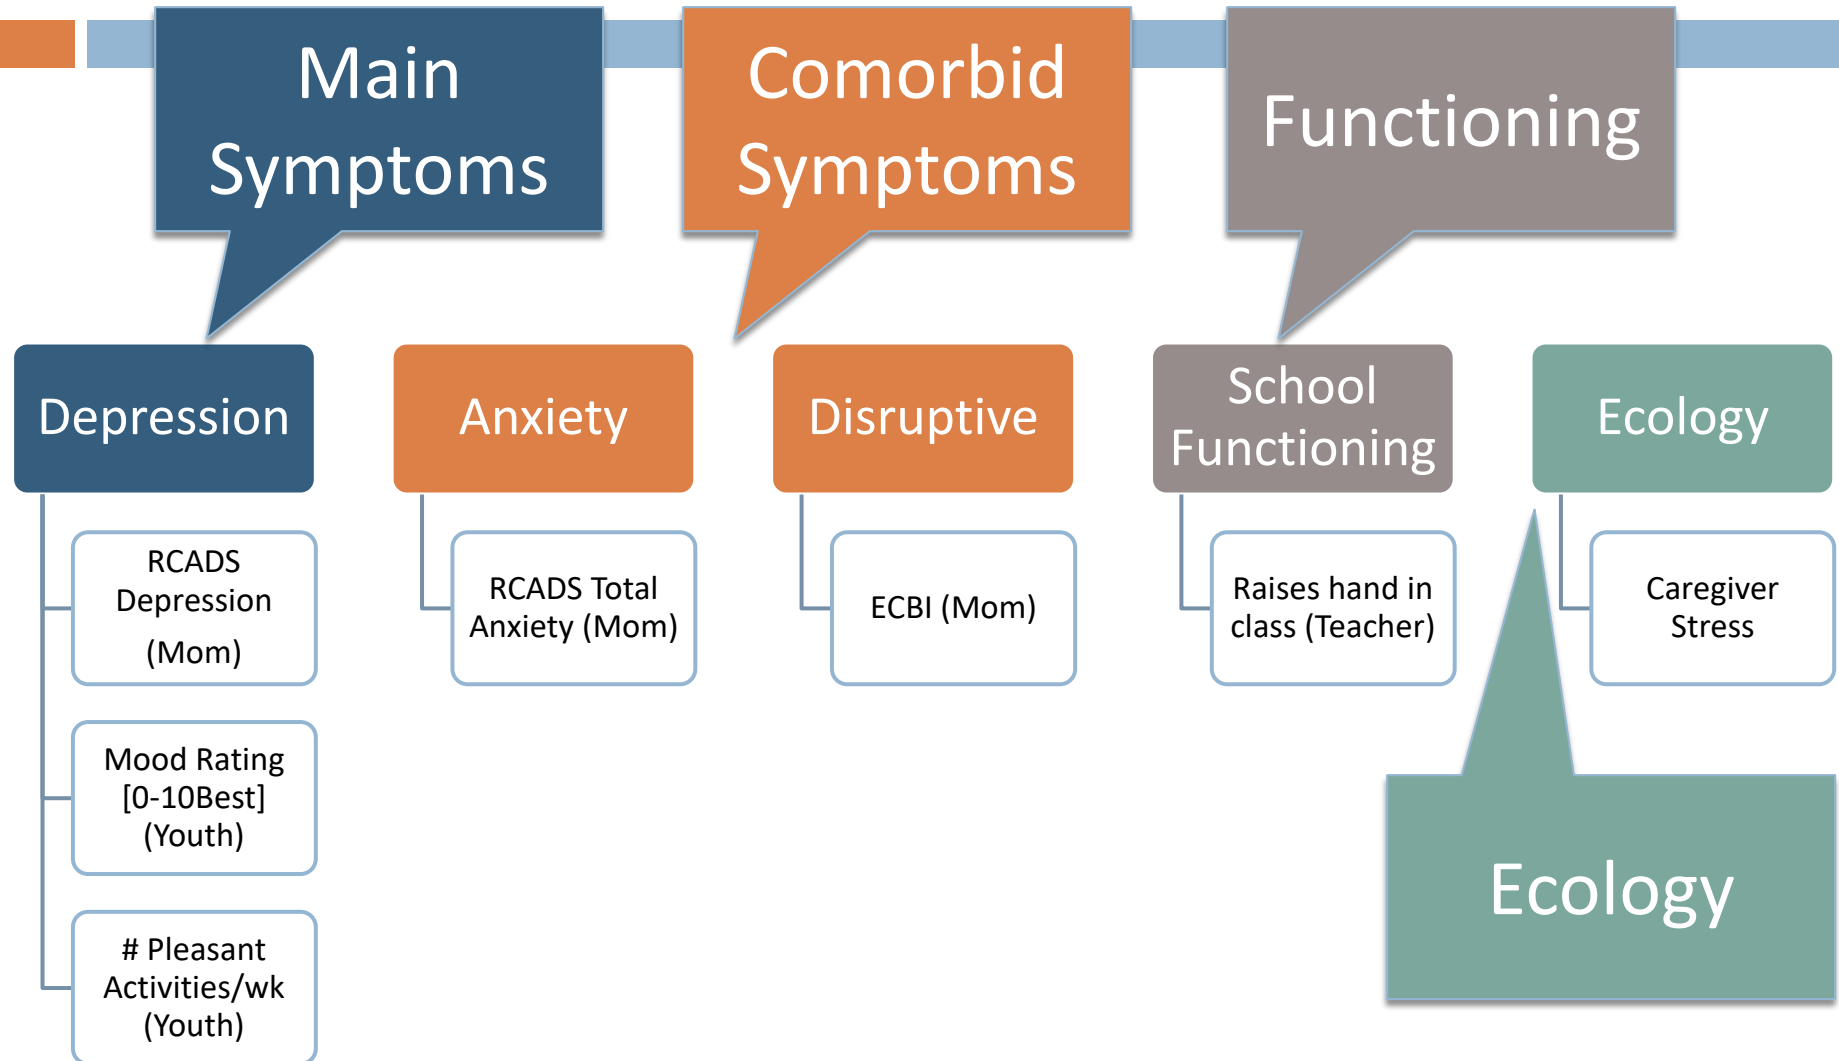 Main
Symptoms
Comorbid
Symptoms
Functioning
Depression
Anxiety
Disruptive
School
Functioning
Ecology
RCADS
Depression
(Mom)
RCADS Total
Anxiety (Mom)
ECBI (Mom)
Raises hand in
class (Teacher)
Caregiver
Stress
Mood Rating
[0-10Best]
(Youth)
# Pleasant
Activities/wk
(Youth)
Ecology